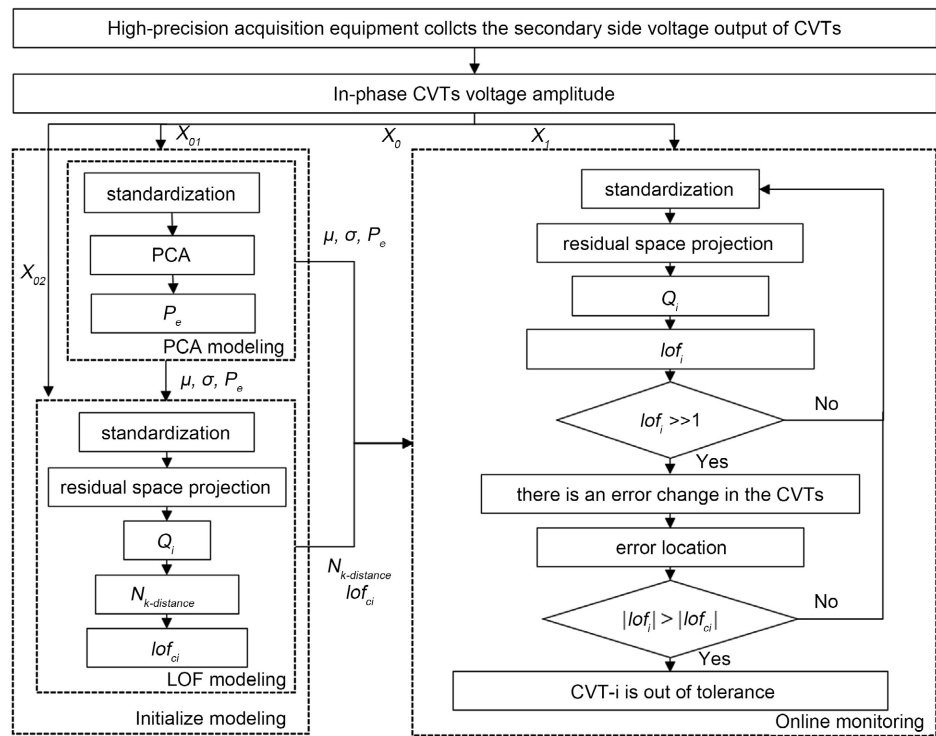 High-precision acquisition equipment collcts the secondary side voltage output of CVTs
In-phase CVTs voltage amplitude
X01
X0
X1
X02
standardization
PCA
Pe
PCA modeling
μ, σ, Pe
standardization
residual space projection
Qi
Nk-distance
lofci
LOF modeling
Initialize modeling
μ, σ, Pe
Nk-distance
lofci
standardization
residual space projection
Qi
lofi
lofi >>1
No
Yes
there is an error change in the CVTs
error location
|lofi| > |lofci|
No
Yes
CVT-i is out of tolerance
Online monitoring